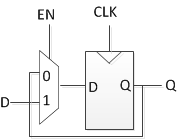 EN CLK
0
D 1 D Q Q